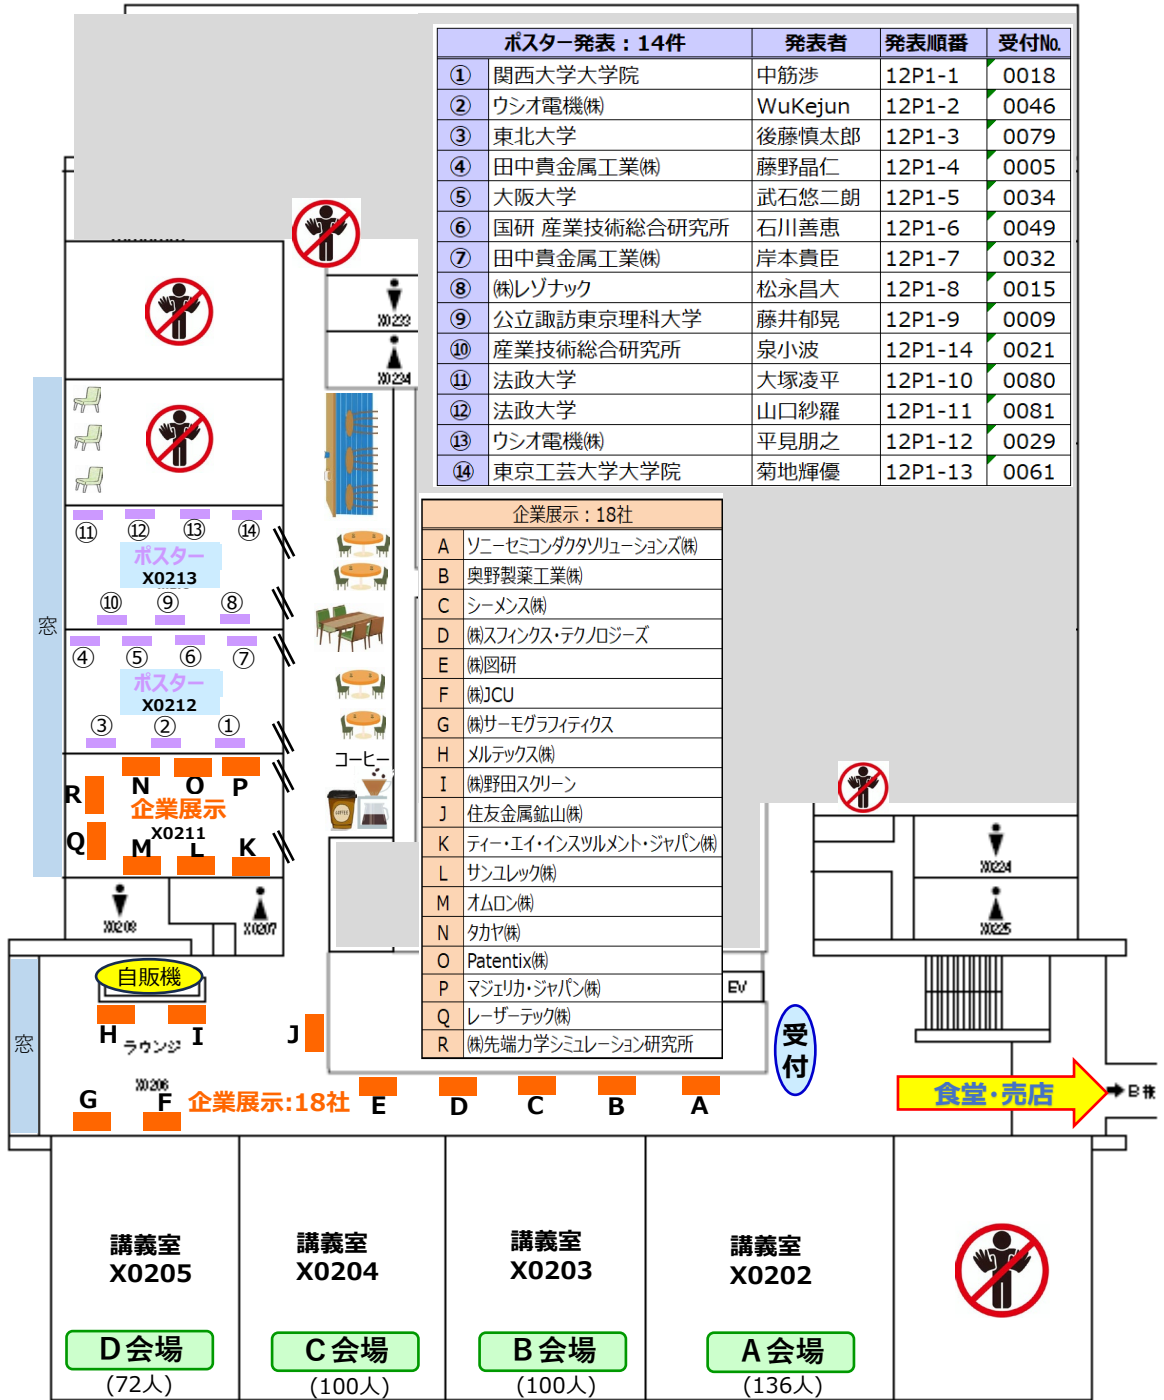 ポスター発表：14件 発表者 発表順番 受付No.
① 関西大学大学院 中筋渉 12P1-1 0018
② ウシオ電機㈱ WuKejun 12P1-2 0046
③ 東北大学 後藤慎太郎 12P1-3 0079
④ 田中貴金属工業㈱ 藤野晶仁 12P1-4 0005
⑤ 大阪大学 武石悠二朗 12P1-5 0034
⑥ 国研 産業技術総合研究所 石川善恵 12P1-6 0049
⑦ 田中貴金属工業㈱ 岸本貴臣 12P1-7 0032
⑧ ㈱レゾナック 松永昌大 12P1-8 0015
⑨ 公立諏訪東京理科大学 藤井郁晃 12P1-9 0009
⑩ 産業技術総合研究所 泉小波 12P1-14 0021
⑪ 法政大学 大塚凌平 12P1-10 0080
⑫ 法政大学 山口紗羅 12P1-11 0081
⑬ ウシオ電機㈱ 平見朋之 12P1-12 0029
⑭ 東京工芸大学大学院 菊地輝優 12P1-13 0061
X0233
X0234
企業展示：18社
A ソニーセミコンダクタソリューションズ㈱
B 奥野製薬工業㈱
C シーメンス㈱
D ㈱スフィンクス・テクノロジーズ
E ㈱図研
F ㈱JCU
G ㈱サーモグラフィティクス
H メルテックス㈱
I ㈱野田スクリーン
J 住友金属鉱山㈱
K ティー・エイ・インスツルメント・ジャパン㈱
L サンユレック㈱
M オムロン㈱
N タカヤ㈱
O Patentix㈱
P マジェリカ・ジャパン㈱
Q レーザーテック㈱
R ㈱先端力学シミュレーション研究所
⑪ ⑫ ⑬ ⑭
ポスター
X0213
⑩ ⑨ ⑧
窓
④ ⑤ ⑥ ⑦
ポスター
X0212
③ ② ①
コーヒー
COFFEE
N O P
R
企業展示
X0211
Q M L K
X0208
X0207
X0224
X0225
自販機
EV
H I J
ラウンジ
窓
受付
X0206
G F
企業展示:18社
E D C B A
食堂・売店
B棟
講義室
X0205
D会場
(72人)
講義室
X0204
C会場
(100人)
講義室
X0203
B会場
(100人)
講義室
X0202
A会場
(136人)